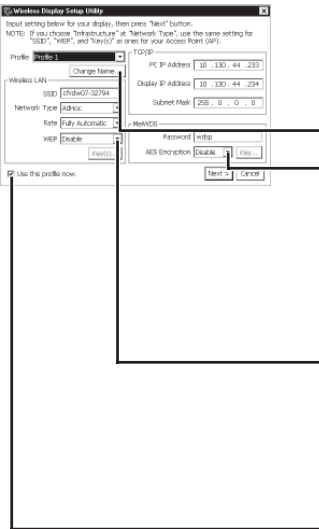 Wireless Display Setup Utility
Input setting below for your display, then press "Next" button.
NOTE: If you choose "Infrastructure" at "Network Type", use the same setting for
"SSID", "WEP", and "Key(s)" as ones for your Access Point (AP).
Profile Profile 1
Change Name...
Wireless LAN
SSID cfvdw07-32794
Network Type AdHoc
Rate Fully Automatic
WEP Disable
Key(s)...
TCP/IP
PC IP Address 10 . 130 . 44 . 233
Display IP Address 10 . 130 . 44 . 234
Subnet Mask 255 . 0 . 0 . 0
MeiWDS
Password wdsp
AES Encryption Disable Key...
Use this profile now.
Next > Cancel